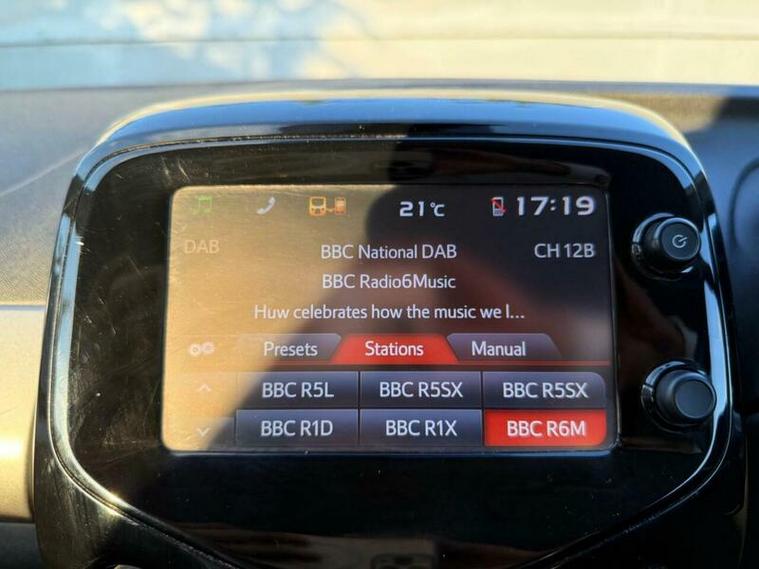 21°C 17:19
DAB BBC National DAB CH 12B
BBC Radio6Music
Huw celebrates how the music we l...
Presets Stations Manual
BBC R5L BBC R5SX BBC R5SX
BBC R1D BBC R1X BBC R6M